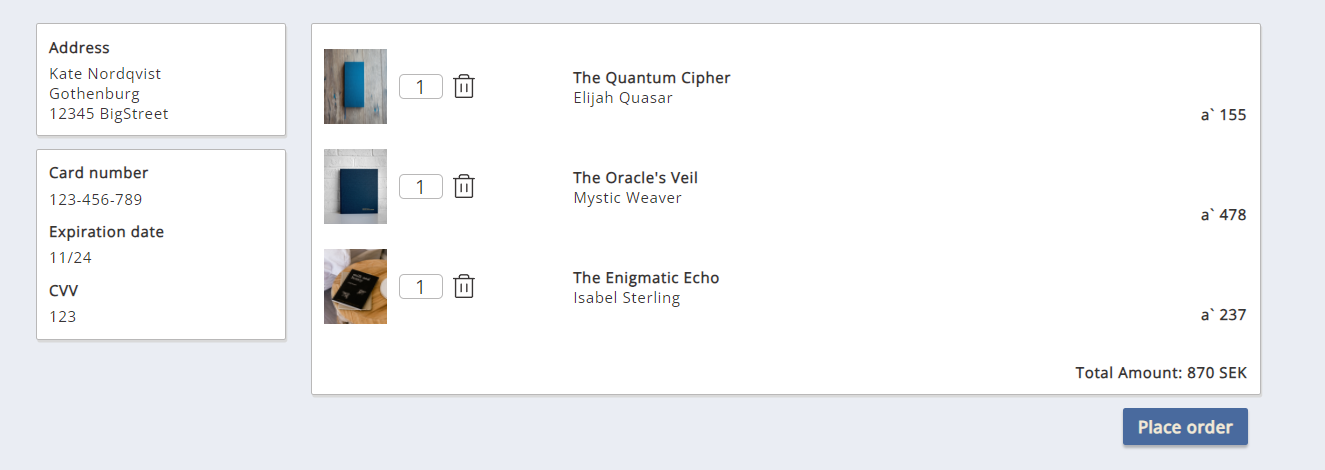 Address
Kate Nordqvist
Gothenburg
12345 BigStreet
Card number
123-456-789
Expiration date
11/24
CVV
123
1
The Quantum Cipher
Elijah Quasar
a` 155
1
The Oracle's Veil
Mystic Weaver
a` 478
1
The Enigmatic Echo
Isabel Sterling
a` 237
Total Amount: 870 SEK
Place order